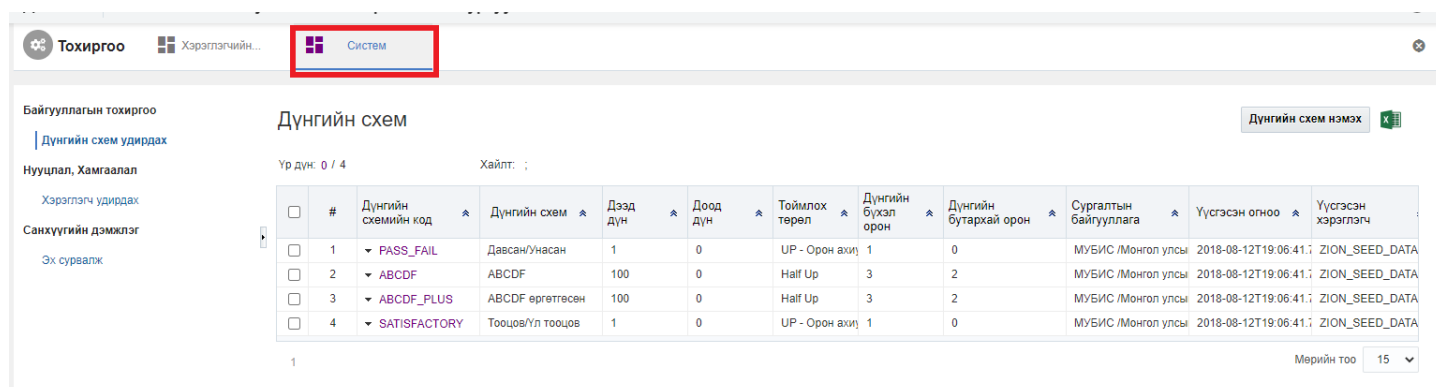 Тохиргоо Хэрэглэгчийн... Систем
Байгууллагын тохиргоо
Дүнгийн схем удирдах
Нууцлал, Хамгаалал
Хэрэглэгч удирдах
Санхүүгийн дэмжлэг
Эх сурвалж
Дүнгийн схем
Дүнгийн схем нэмэх
Үр дүн: 0 / 4 Хайлт: ;
# Дүнгийн схемийн код Дүнгийн схем Дээд дүн Доод дүн Тоймлох төрөл Дүнгийн бүхэл орон Дүнгийн бутархай орон Сургалтын байгууллага Үүсгэсэн огноо Үүсгэсэн хэрэглэгч
1 PASS_FAIL Давсан/Унасан 1 0 UP - Орон ахиу 1 0 МУБИС /Монгол улсы 2018-08-12T19:06:41.7 ZION_SEED_DATA
2 ABCDF ABCDF 100 0 Half Up 3 2 МУБИС /Монгол улсы 2018-08-12T19:06:41.7 ZION_SEED_DATA
3 ABCDF_PLUS ABCDF өргөтгөсөн 100 0 Half Up 3 2 МУБИС /Монгол улсы 2018-08-12T19:06:41.7 ZION_SEED_DATA
4 SATISFACTORY Тооцов/Үл тооцов 1 0 UP - Орон ахиу 1 0 МУБИС /Монгол улсы 2018-08-12T19:06:41.7 ZION_SEED_DATA
1 Мөрийн тоо 15